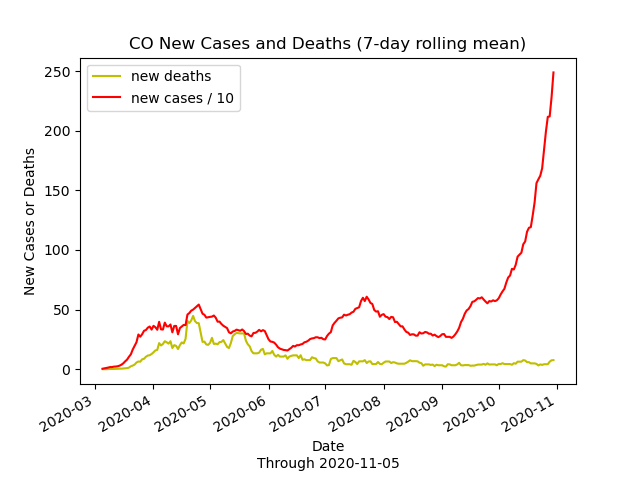 CO New Cases and Deaths (7-day rolling mean)
new deaths
new cases / 10
250
200
150
100
50
0
New Cases or Deaths
2020-03
2020-04
2020-05
2020-06
2020-07
2020-08
2020-09
2020-10
2020-11
Date
Through 2020-11-05